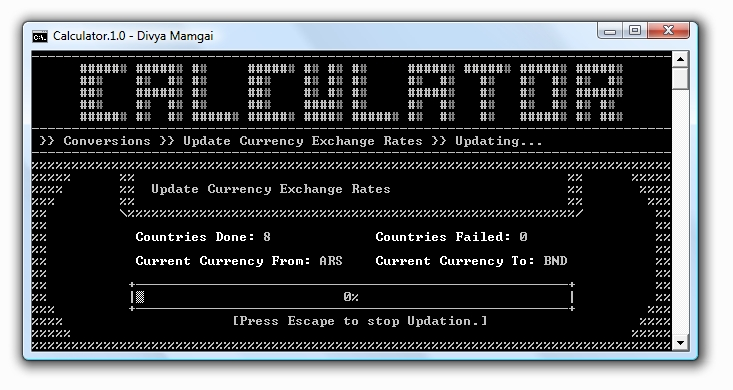 Calculator.1.0 - Divya Mamgai
CALCULATOR
>> Conversions >> Update Currency Exchange Rates >> Updating...
Update Currency Exchange Rates
Countries Done: 8 Countries Failed: 0
Current Currency From: ARS Current Currency To: BND
0%
[Press Escape to stop Updation.]